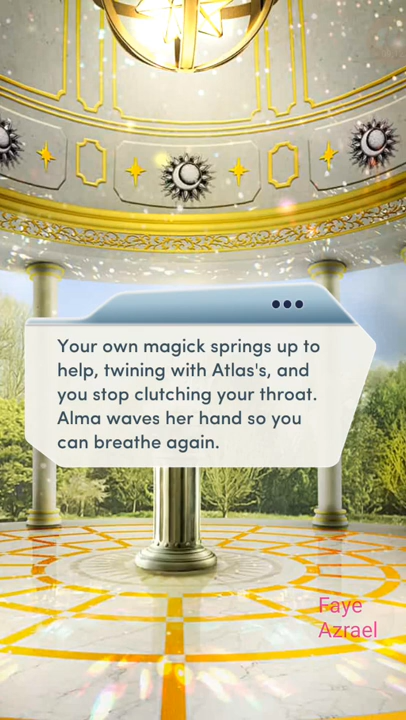 Your own magick springs up to
help, twining with Atlas's, and
you stop clutching your throat.
Alma waves her hand so you
can breathe again.
Faye
Azrael